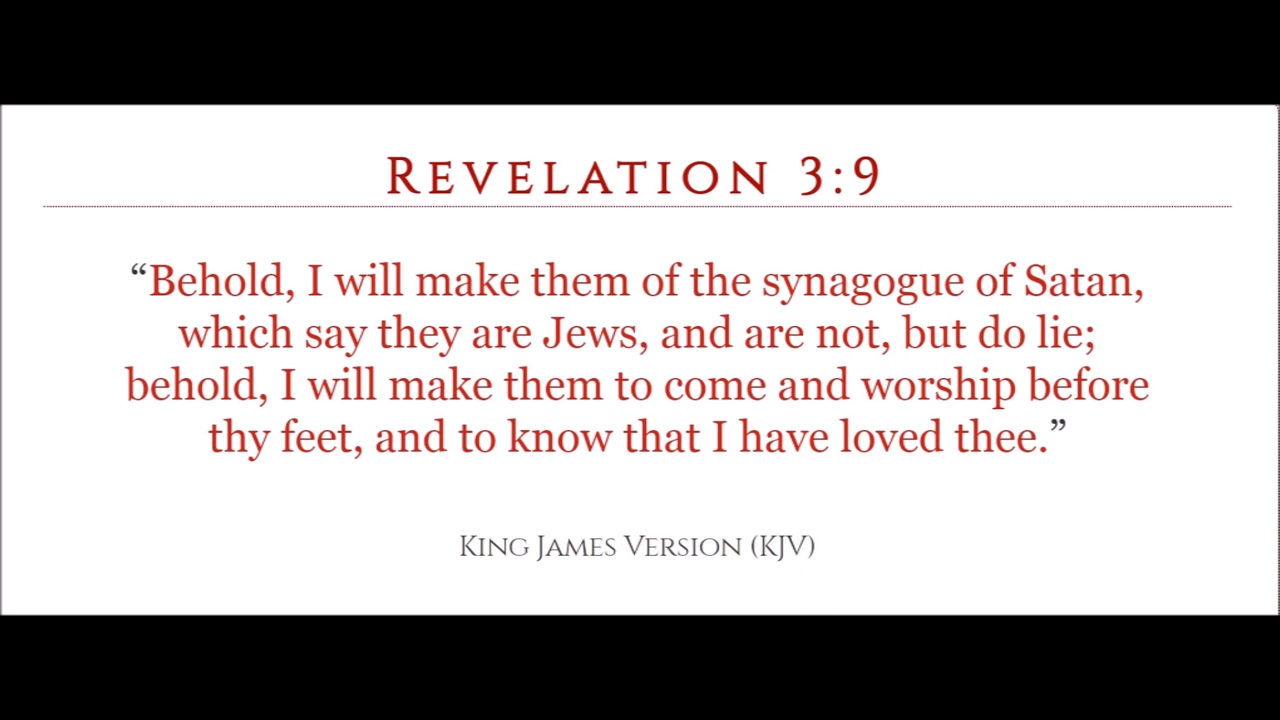 Revelation 3:9
“Behold, I will make them of the synagogue of Satan,
which say they are Jews, and are not, but do lie;
behold, I will make them to come and worship before
thy feet, and to know that I have loved thee.”
King James Version (KJV)